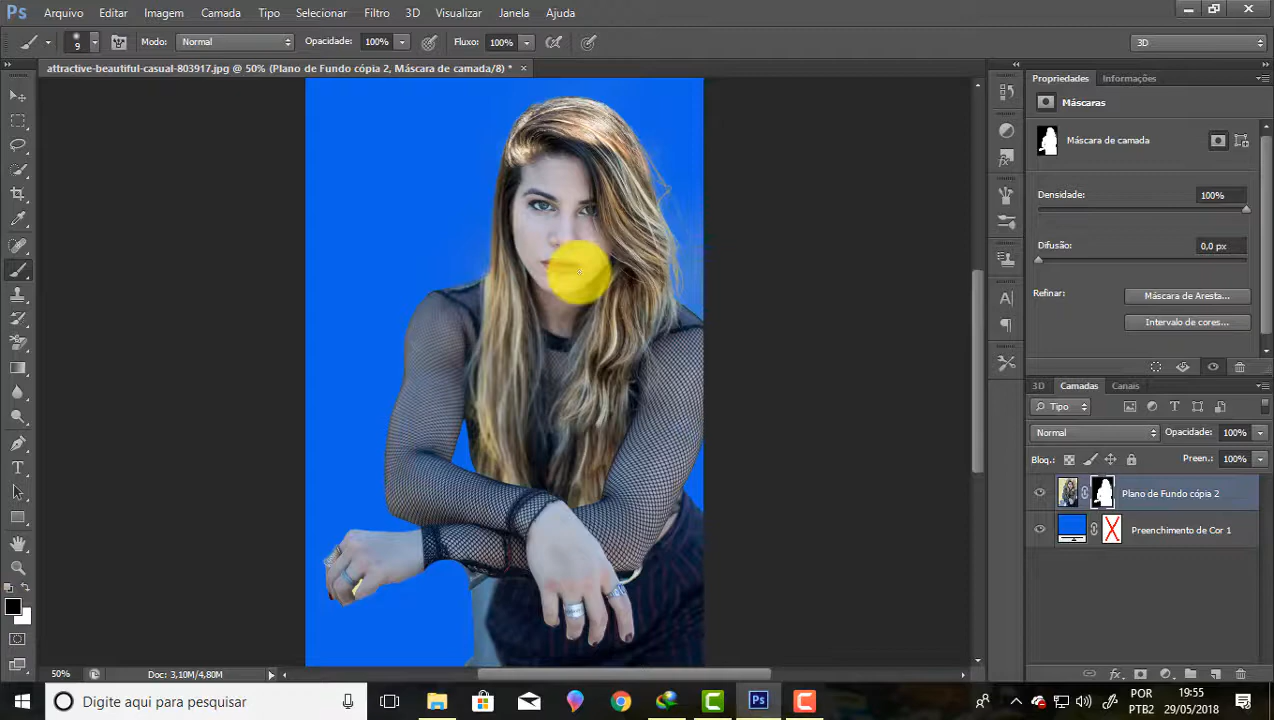 Ps Arquivo Editar Imagem Camada Tipo Selecionar Filtro 3D Visualizar Janela Ajuda
9 Modo: Normal Opacidade: 100% Fluxo: 100% 3D
attractive-beautiful-casual-803917.jpg @ 50% (Plano de Fundo cópia 2, Máscara de camada/8) *
Propriedades Informações
Máscaras
Máscara de camada
Densidade: 100%
Difusão: 0,0 px
Refinar: Máscara de Aresta...
Intervalo de cores...
3D Camadas Canais
Tipo
Normal Opacidade: 100%
Bloq.: Preen.: 100%
Plano de Fundo cópia 2
Preenchimento de Cor 1
50% Doc: 3,10M/4,80M
Digite aqui para pesquisar
Ps
POR 19:55
PTB2 29/05/2018